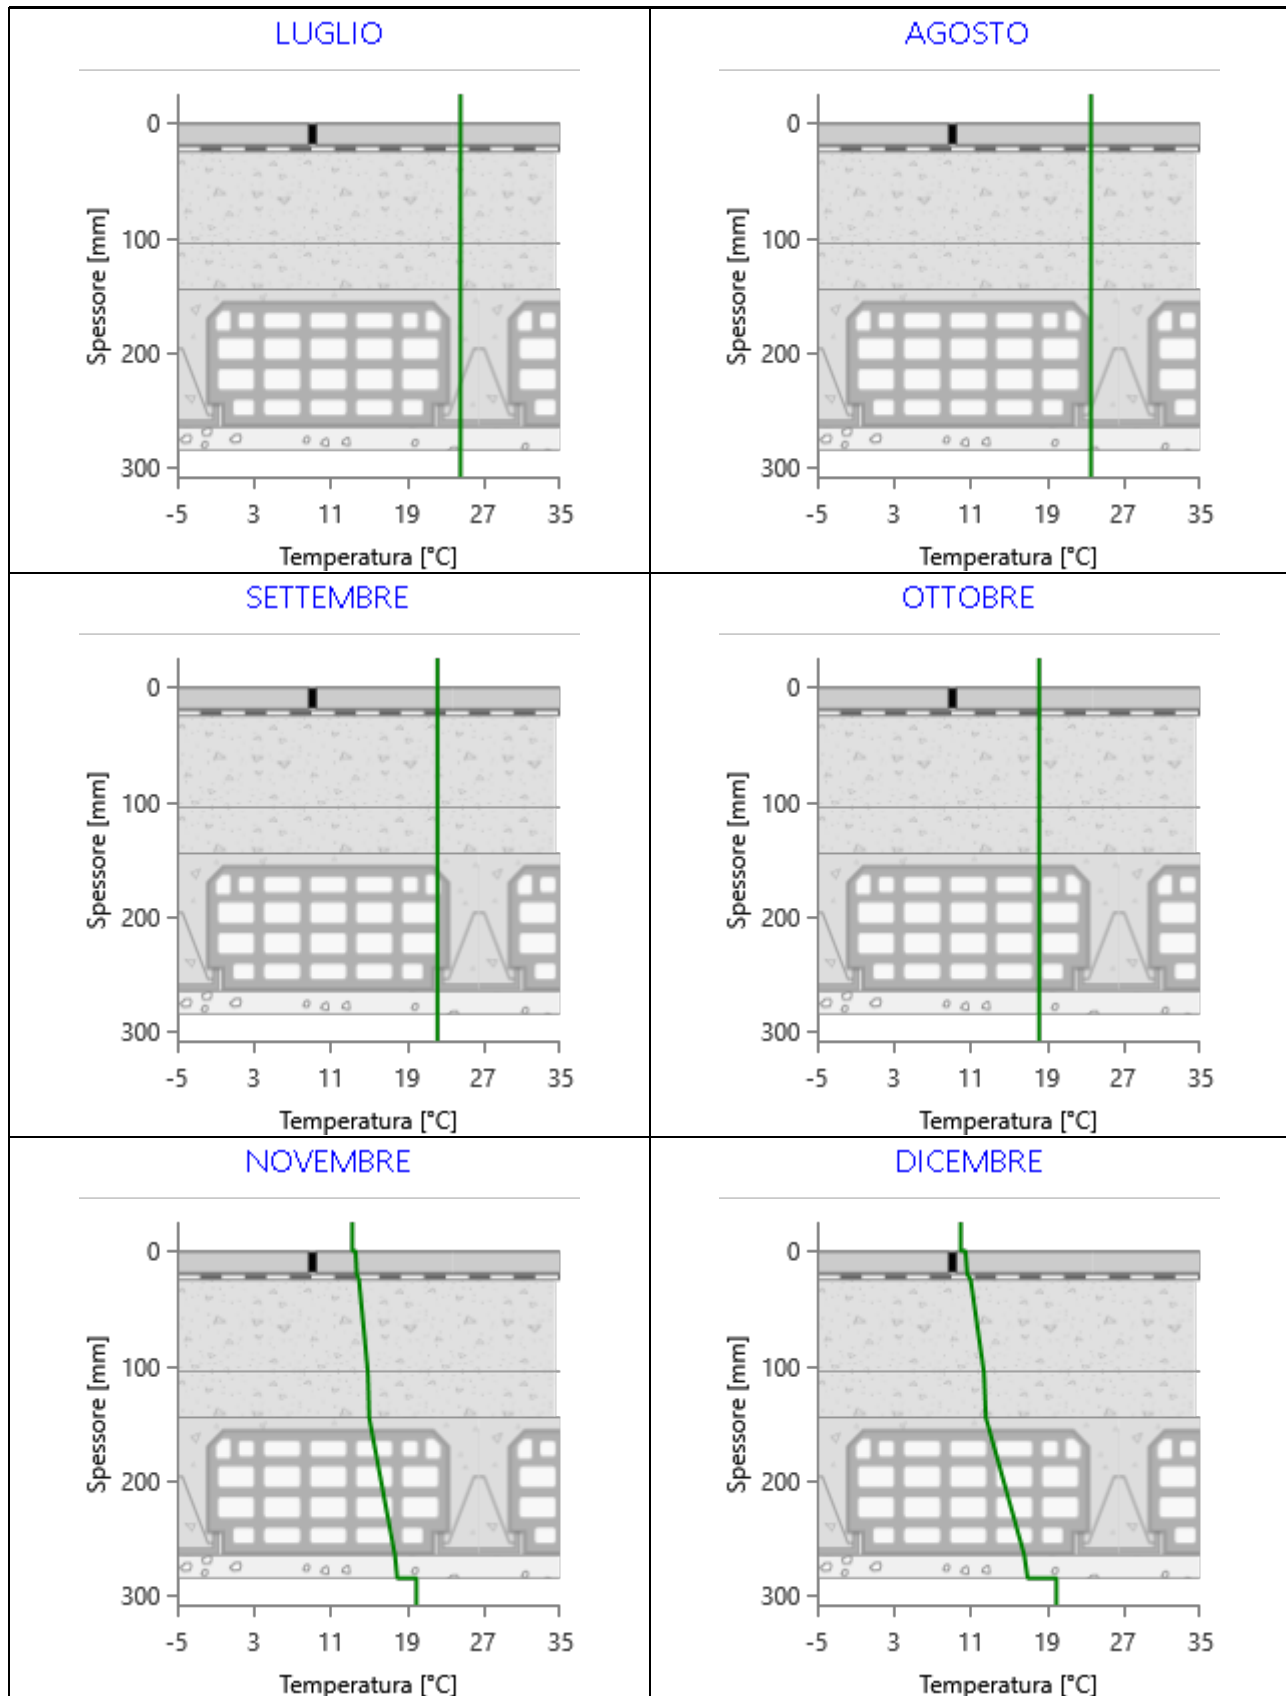 LUGLIO
0
100
200
300
Spessore [mm]
-5 3 11 19 27 35
Temperatura [°C]
AGOSTO
0
100
200
300
Spessore [mm]
-5 3 11 19 27 35
Temperatura [°C]
SETTEMBRE
0
100
200
300
Spessore [mm]
-5 3 11 19 27 35
Temperatura [°C]
OTTOBRE
0
100
200
300
Spessore [mm]
-5 3 11 19 27 35
Temperatura [°C]
NOVEMBRE
0
100
200
300
Spessore [mm]
-5 3 11 19 27 35
Temperatura [°C]
DICEMBRE
0
100
200
300
Spessore [mm]
-5 3 11 19 27 35
Temperatura [°C]